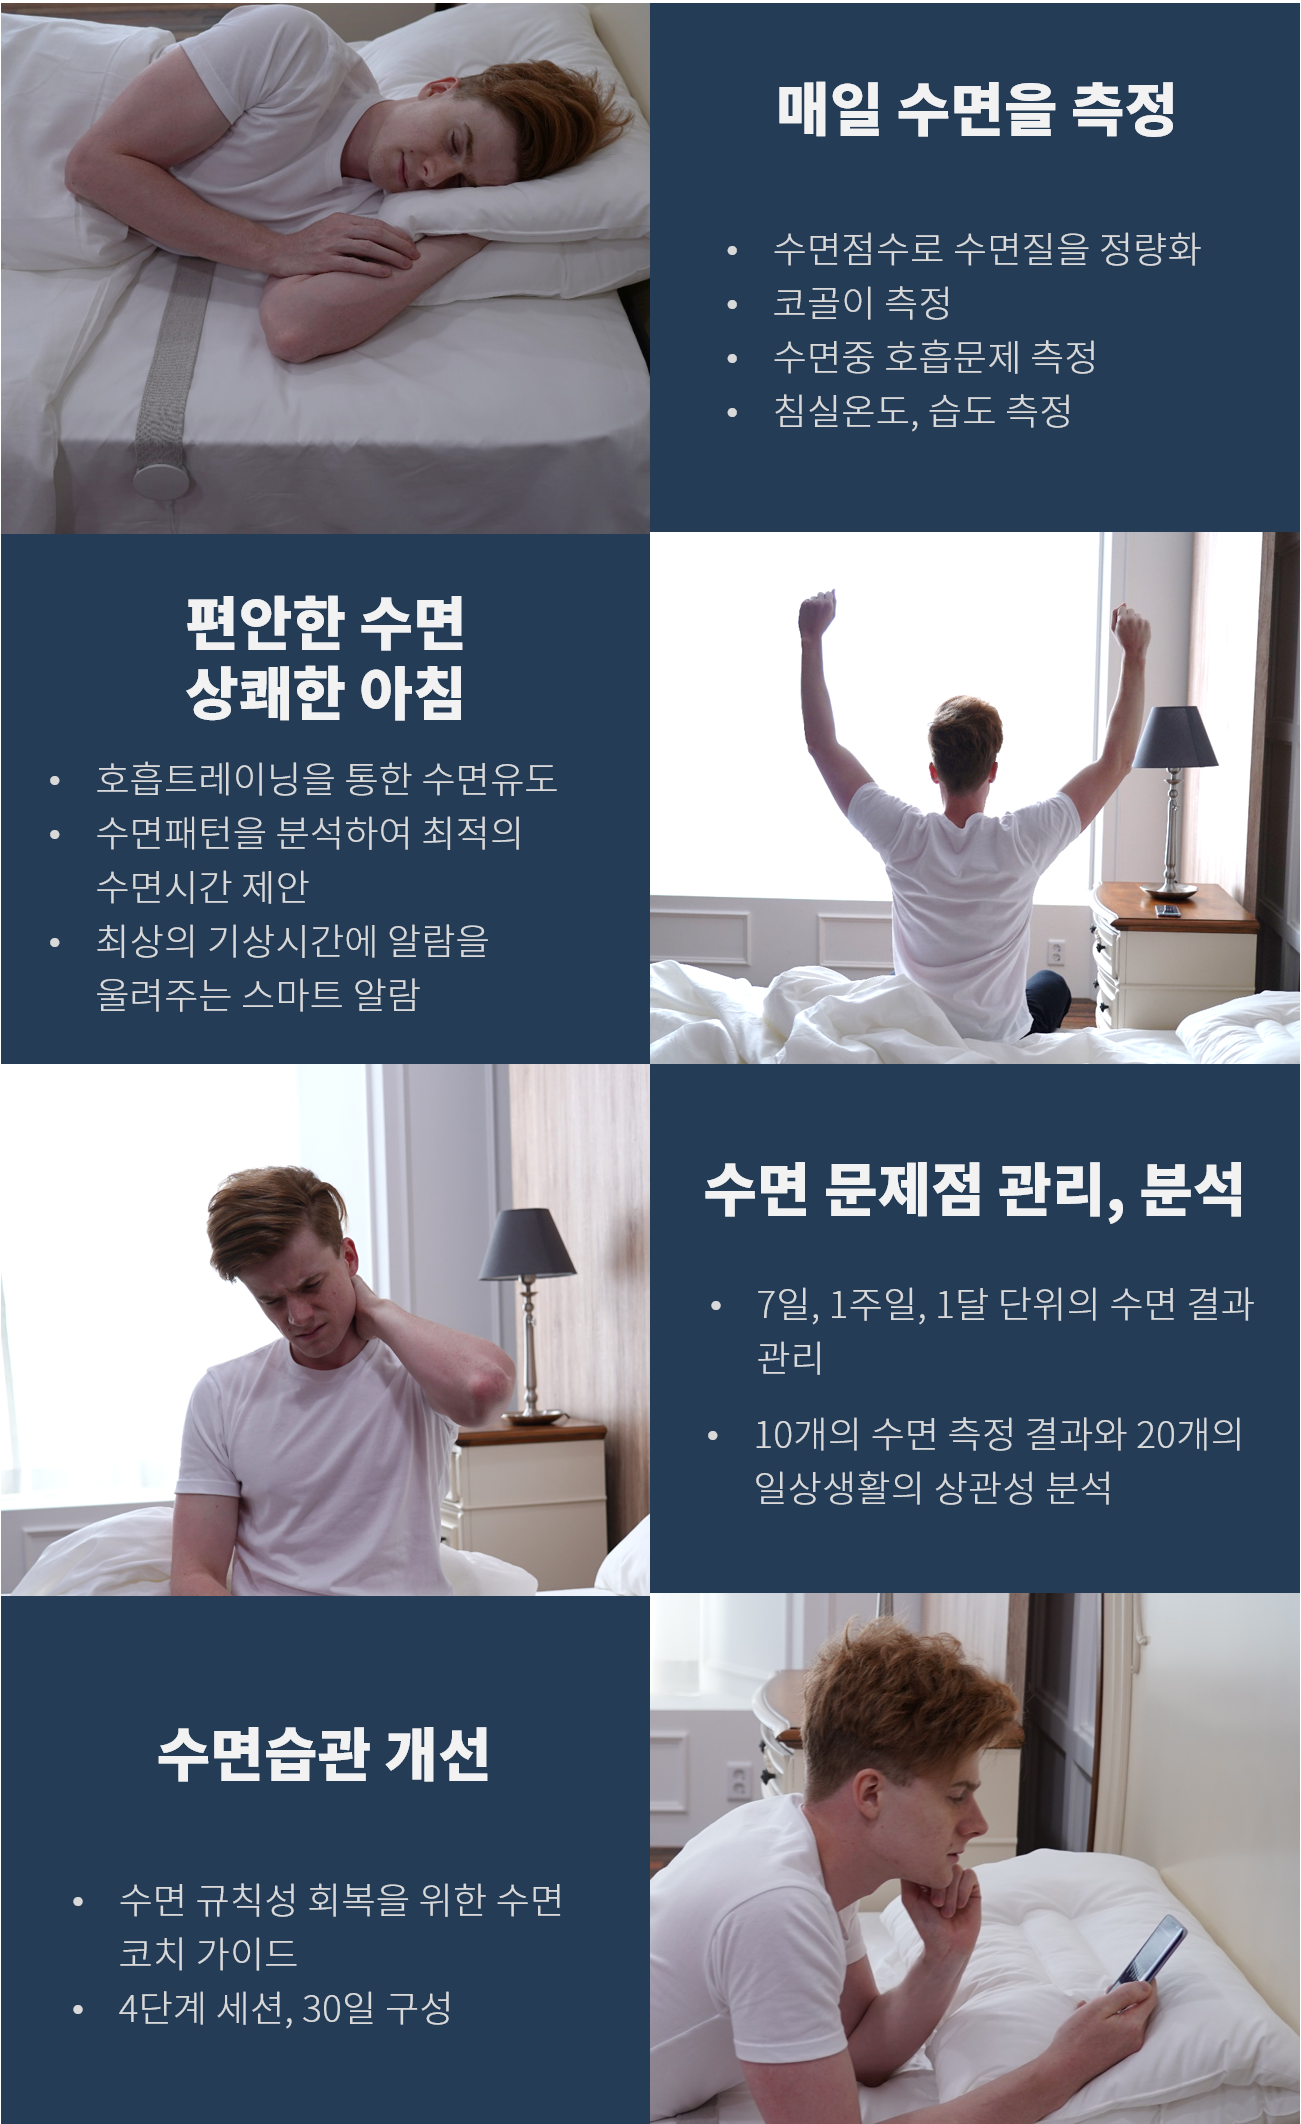 매일 수면을 측정
• 수면점수로 수면질을 정량화
• 코골이 측정
• 수면중 호흡문제 측정
• 침실온도, 습도 측정
편안한 수면
상쾌한 아침
• 호흡트레이닝을 통한 수면유도
• 수면패턴을 분석하여 최적의
수면시간 제안
• 최상의 기상시간에 알람을
울려주는 스마트 알람
수면 문제점 관리, 분석
• 7일, 1주일, 1달 단위의 수면 결과
관리
• 10개의 수면 측정 결과와 20개의
일상생활의 상관성 분석
수면습관 개선
• 수면 규칙성 회복을 위한 수면
코치 가이드
• 4단계 세션, 30일 구성